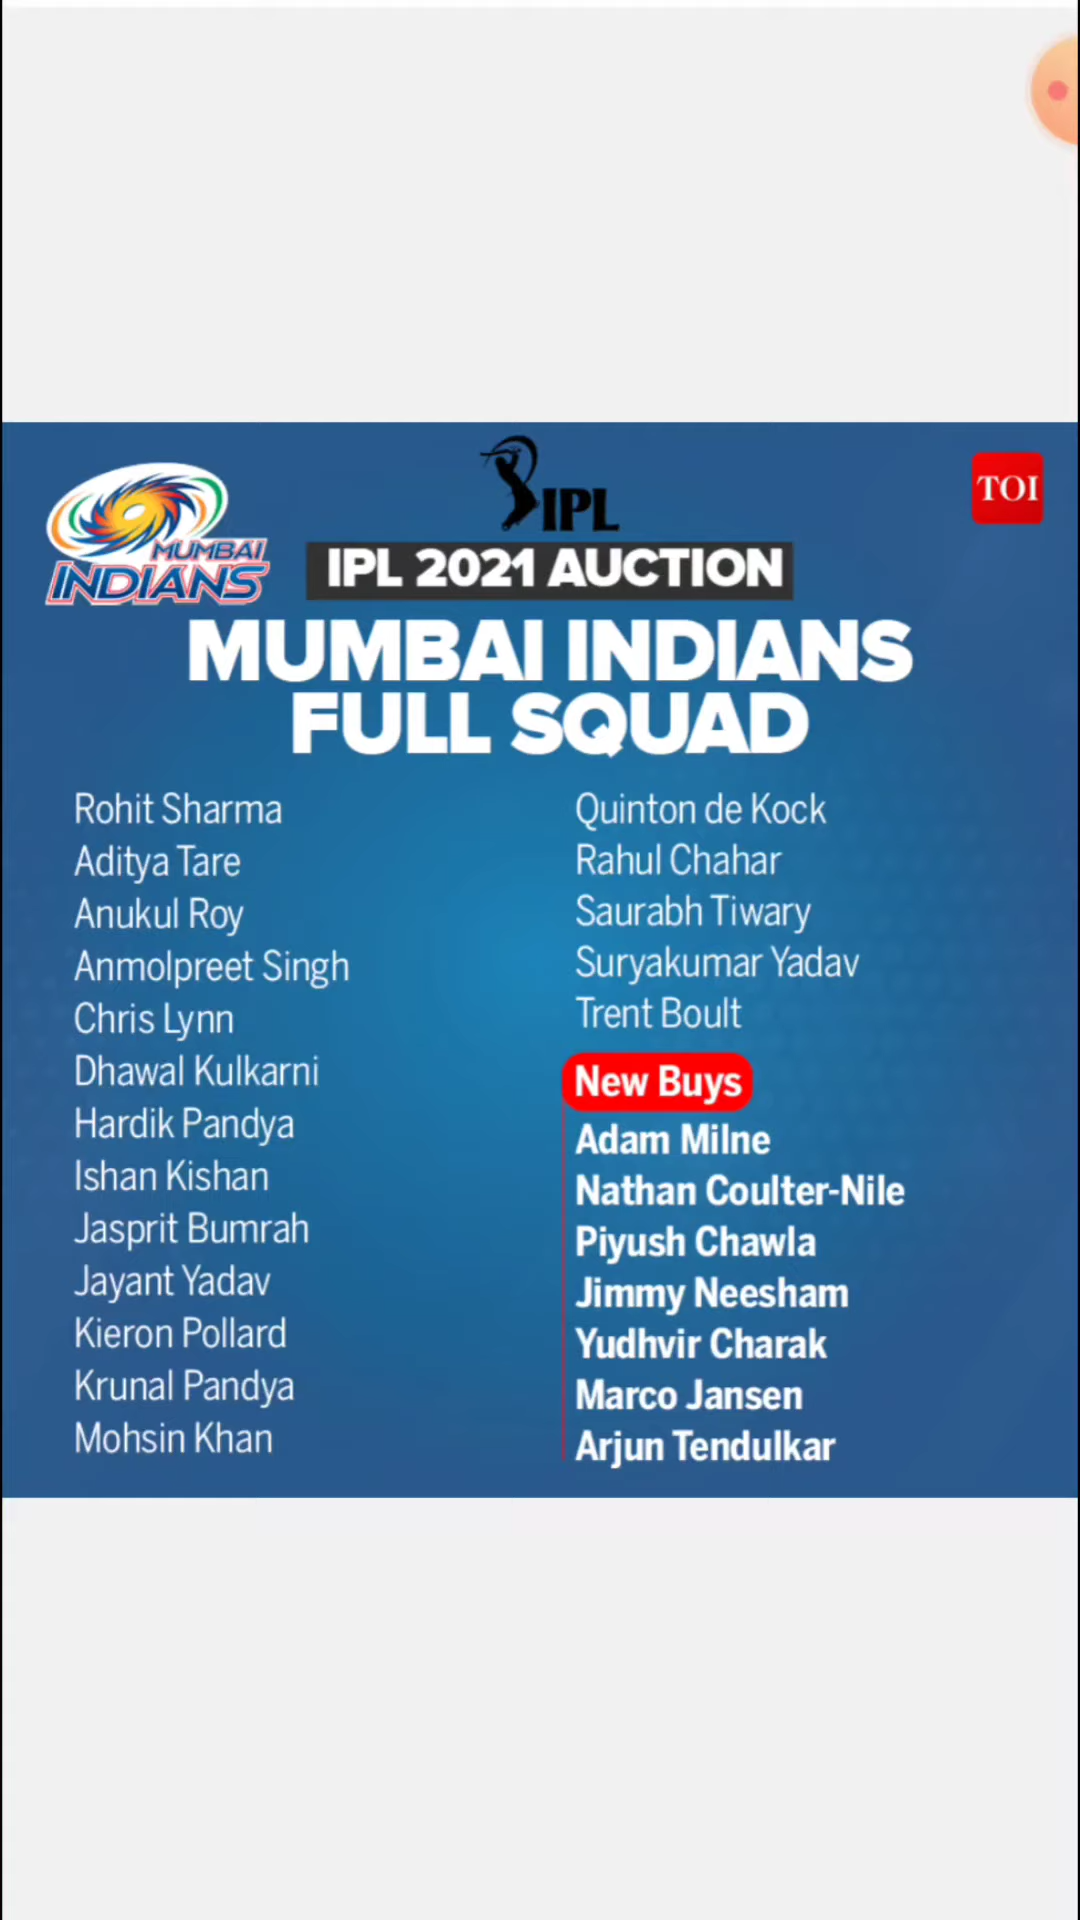 MUMBAI
INDIANS
IPL
TOI
IPL 2021 AUCTION
MUMBAI INDIANS
FULL SQUAD
Rohit Sharma
Aditya Tare
Anukul Roy
Anmolpreet Singh
Chris Lynn
Dhawal Kulkarni
Hardik Pandya
Ishan Kishan
Jasprit Bumrah
Jayant Yadav
Kieron Pollard
Krunal Pandya
Mohsin Khan
Quinton de Kock
Rahul Chahar
Saurabh Tiwary
Suryakumar Yadav
Trent Boult
New Buys
Adam Milne
Nathan Coulter-Nile
Piyush Chawla
Jimmy Neesham
Yudhvir Charak
Marco Jansen
Arjun Tendulkar